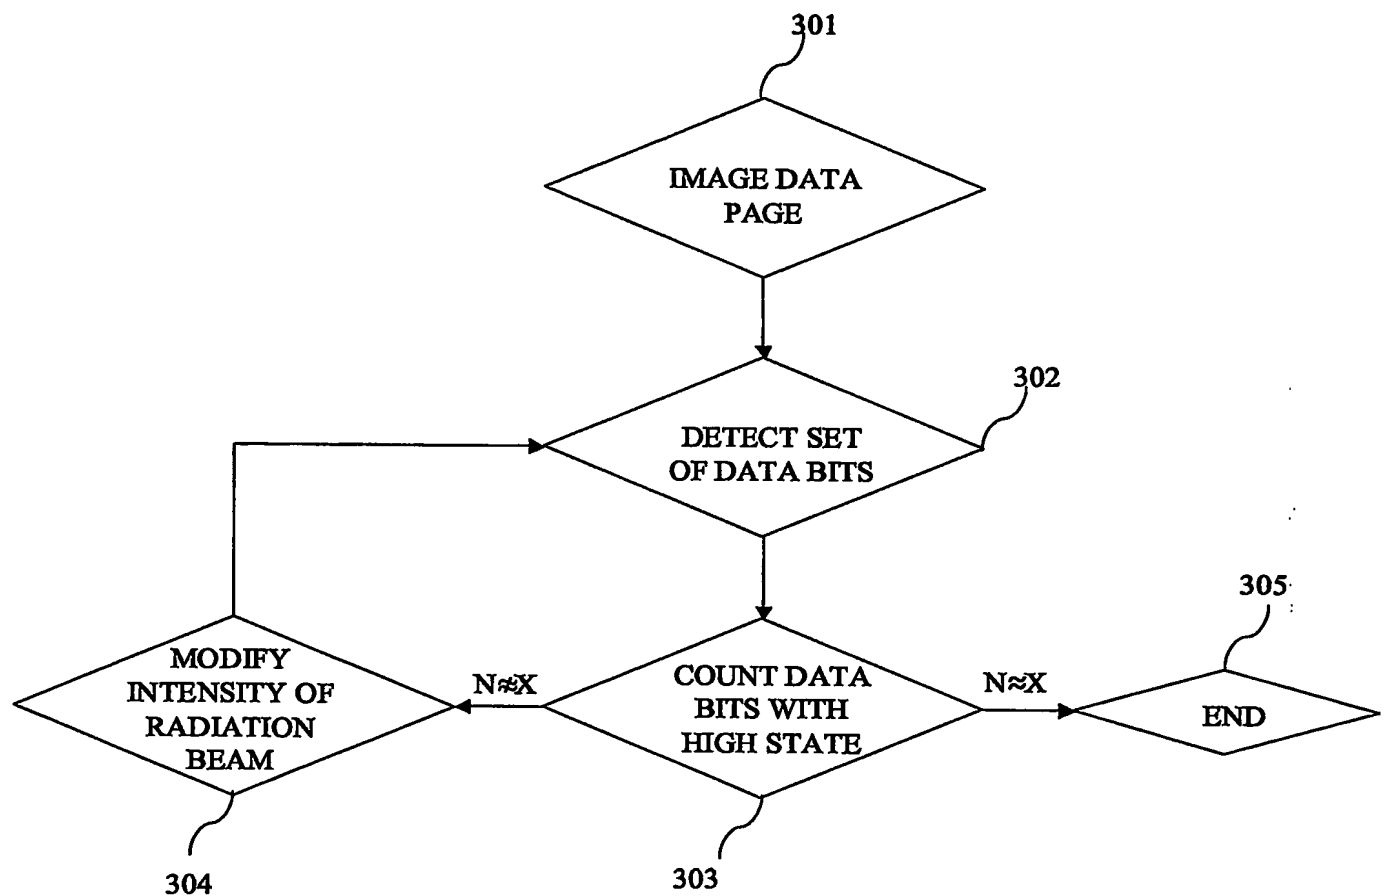 301
IMAGE DATA
PAGE
302
DETECT SET
OF DATA BITS
305
MODIFY
INTENSITY OF
RADIATION
BEAM
N≉X
COUNT DATA
BITS WITH
HIGH STATE
N≈X
END
304
303